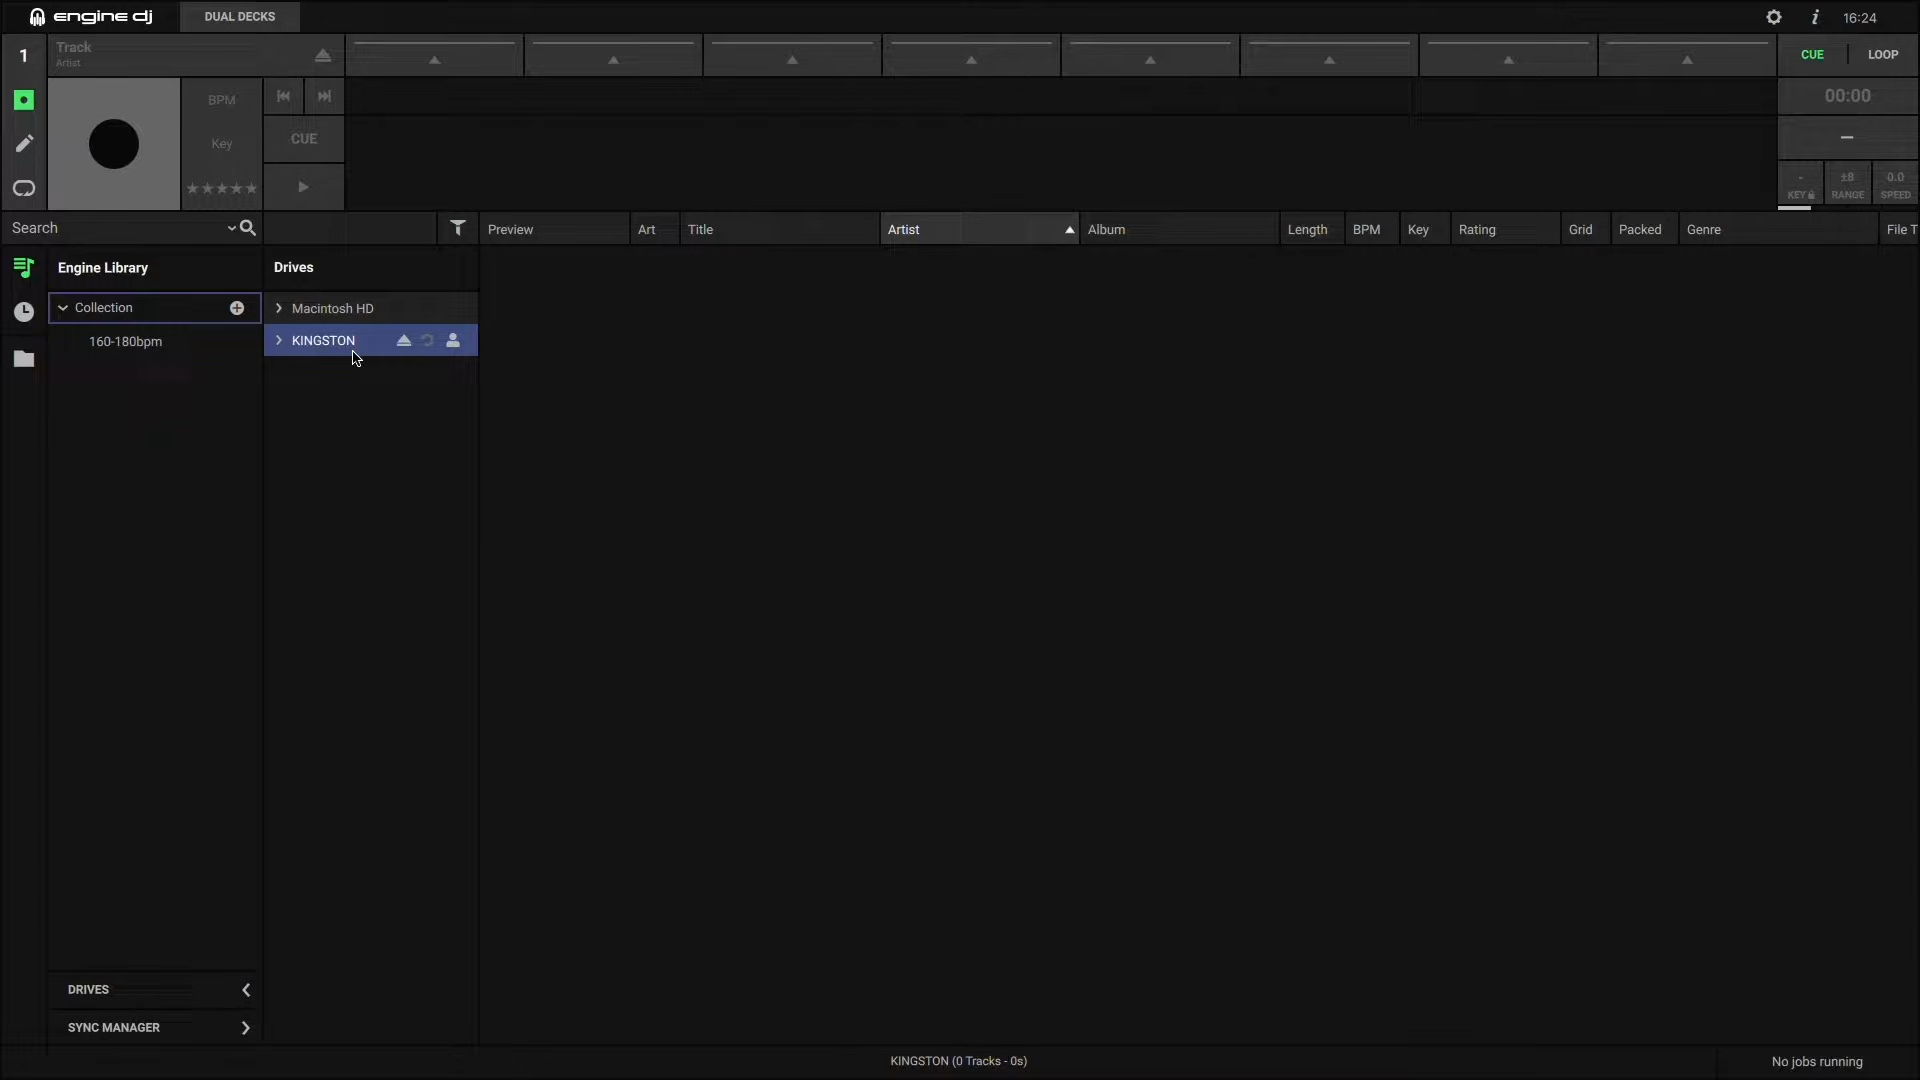 engine dj
DUAL DECKS
16:24
1
Track
Artist
CUE
LOOP
BPM
Key
CUE
00:00
-
KEY
±8
RANGE
0.0
SPEED
Search
Preview
Art
Title
Artist
Album
Length
BPM
Key
Rating
Grid
Packed
Genre
File T
Engine Library
Drives
Collection
Macintosh HD
160-180bpm
KINGSTON
DRIVES
SYNC MANAGER
KINGSTON (0 Tracks - 0s)
No jobs running